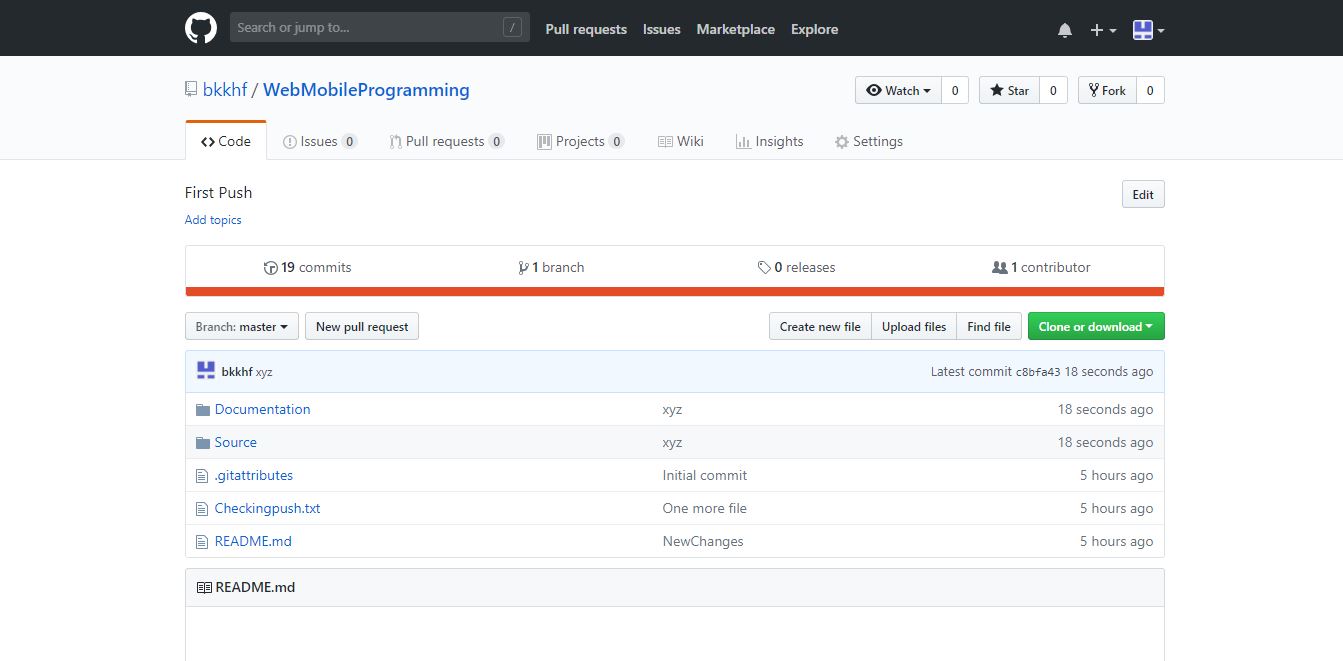 Search or jump to... / Pull requests Issues Marketplace Explore
bkkhf / WebMobileProgramming Watch 0 Star 0 Fork 0
Code Issues 0 Pull requests 0 Projects 0 Wiki Insights Settings
First Push Edit
Add topics
19 commits 1 branch 0 releases 1 contributor
Branch: master New pull request Create new file Upload files Find file Clone or download
bkkhf xyz Latest commit c8bfa43 18 seconds ago
Documentation xyz 18 seconds ago
Source xyz 18 seconds ago
.gitattributes Initial commit 5 hours ago
Checkingpush.txt One more file 5 hours ago
README.md NewChanges 5 hours ago
README.md